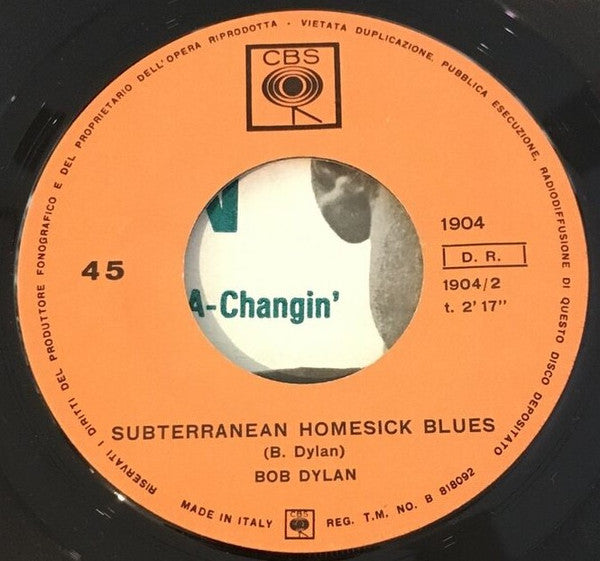 RISERVATI I DIRITTI DEL PRODUTTORE FONOGRAFICO E DEL PROPRIETARIO DELL'OPERA RIPRODOTTA - VIETATA DUPLICAZIONE, PUBBLICA ESECUZIONE, RADIODIFFUSIONE DI QUESTO DISCO DEPOSITATO
CBS
1904
45
D. R.
1904/2
t. 2' 17"
A-Changin'
SUBTERRANEAN HOMESICK BLUES
(B. Dylan)
BOB DYLAN
MADE IN ITALY CBS REG. T.M. NO. B 818092